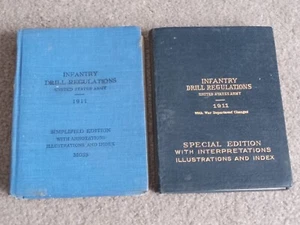 INFANTRY
DRILL REGULATIONS
UNITED STATES ARMY
1911
SIMPLIFIED EDITION
WITH
ILLUSTRATIONS AND INDEX
INFANTRY
DRILL REGULATIONS
UNITED STATES ARMY
1911
With War Department Changes
SPECIAL EDITION
WITH INTERPRETATIONS
ILLUSTRATIONS AND INDEX